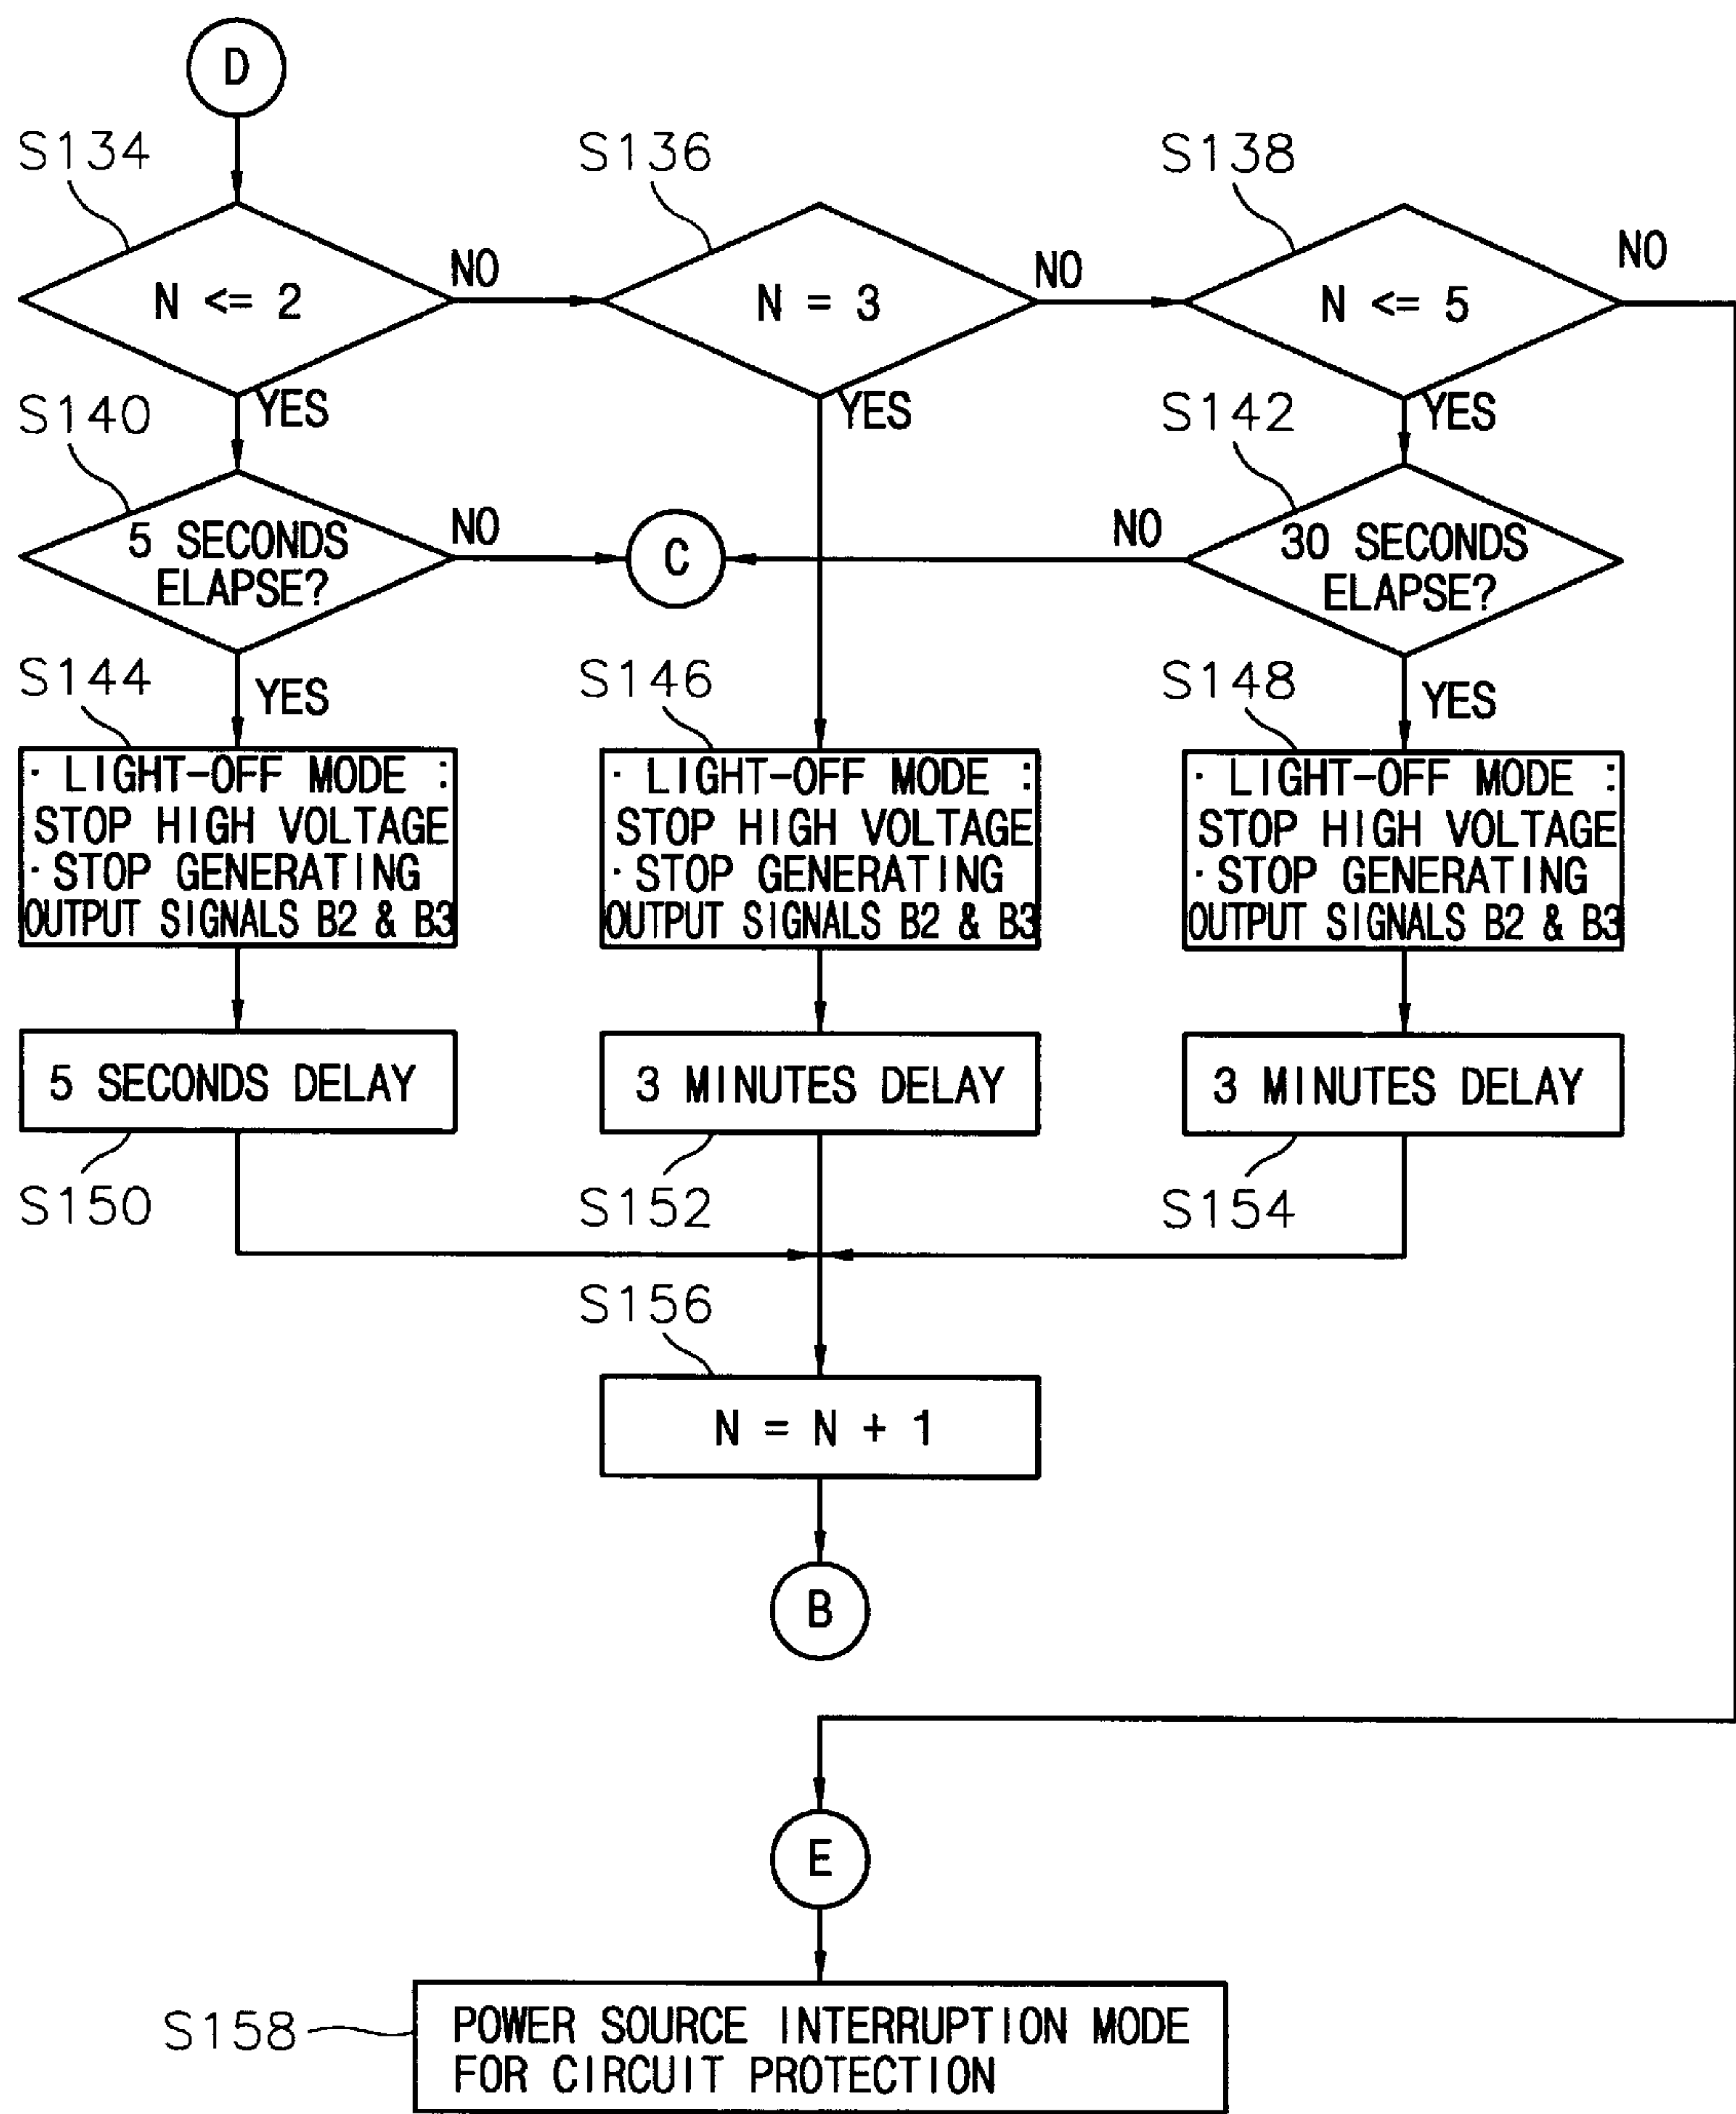 D
S134
S136
S138
N <= 2
NO
N = 3
NO
N <= 5
NO
YES
YES
YES
S140
S142
5 SECONDS
ELAPSE?
NO
C
NO
30 SECONDS
ELAPSE?
YES
YES
S144
S146
S148
· LIGHT-OFF MODE :
STOP HIGH VOLTAGE
· STOP GENERATING
OUTPUT SIGNALS B2 & B3
· LIGHT-OFF MODE :
STOP HIGH VOLTAGE
· STOP GENERATING
OUTPUT SIGNALS B2 & B3
· LIGHT-OFF MODE :
STOP HIGH VOLTAGE
· STOP GENERATING
OUTPUT SIGNALS B2 & B3
5 SECONDS DELAY
3 MINUTES DELAY
3 MINUTES DELAY
S150
S152
S154
S156
N = N + 1
B
E
S158
POWER SOURCE INTERRUPTION MODE
FOR CIRCUIT PROTECTION